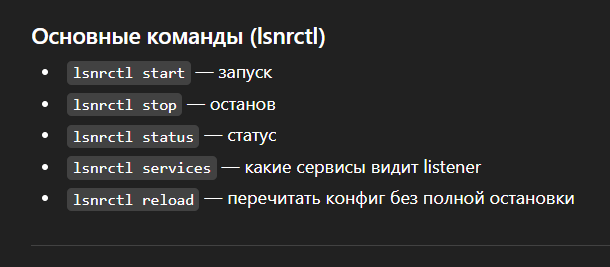 Основные команды (lsnrctl)
• lsnrctl start — запуск
• lsnrctl stop — останов
• lsnrctl status — статус
• lsnrctl services — какие сервисы видит listener
• lsnrctl reload — перечитать конфиг без полной остановки